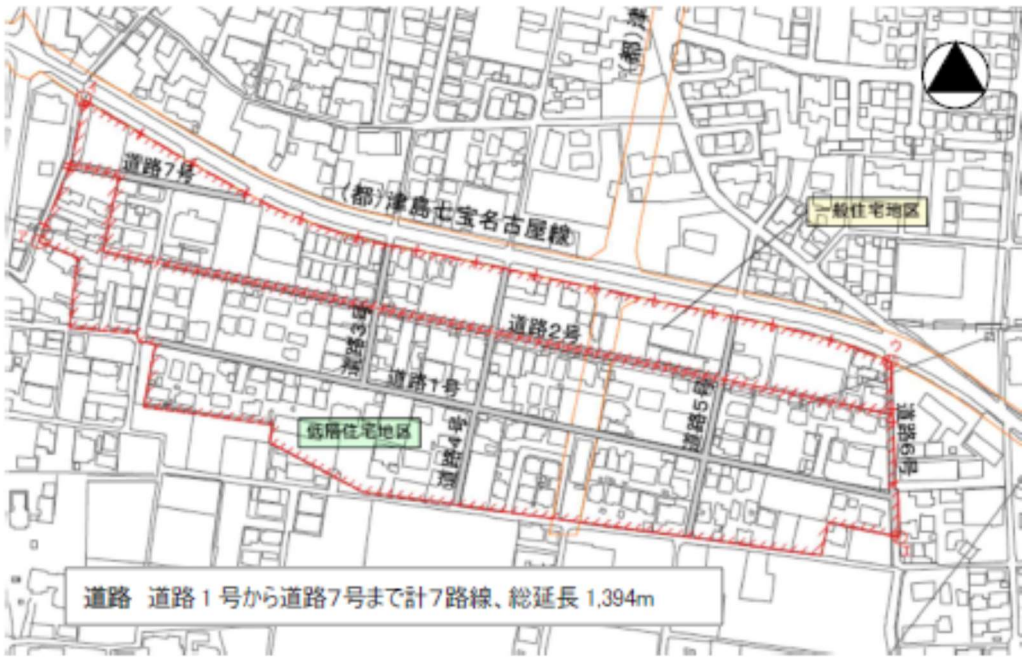 (都)津
一般住宅地区
道路7号
(都)津島七宝名古屋線
道路2号
道路3号
道路1号
道路5号
道路6号
低層住宅地区
道路4号
道路 道路1号から道路7号まで計7路線、総延長 1,394m